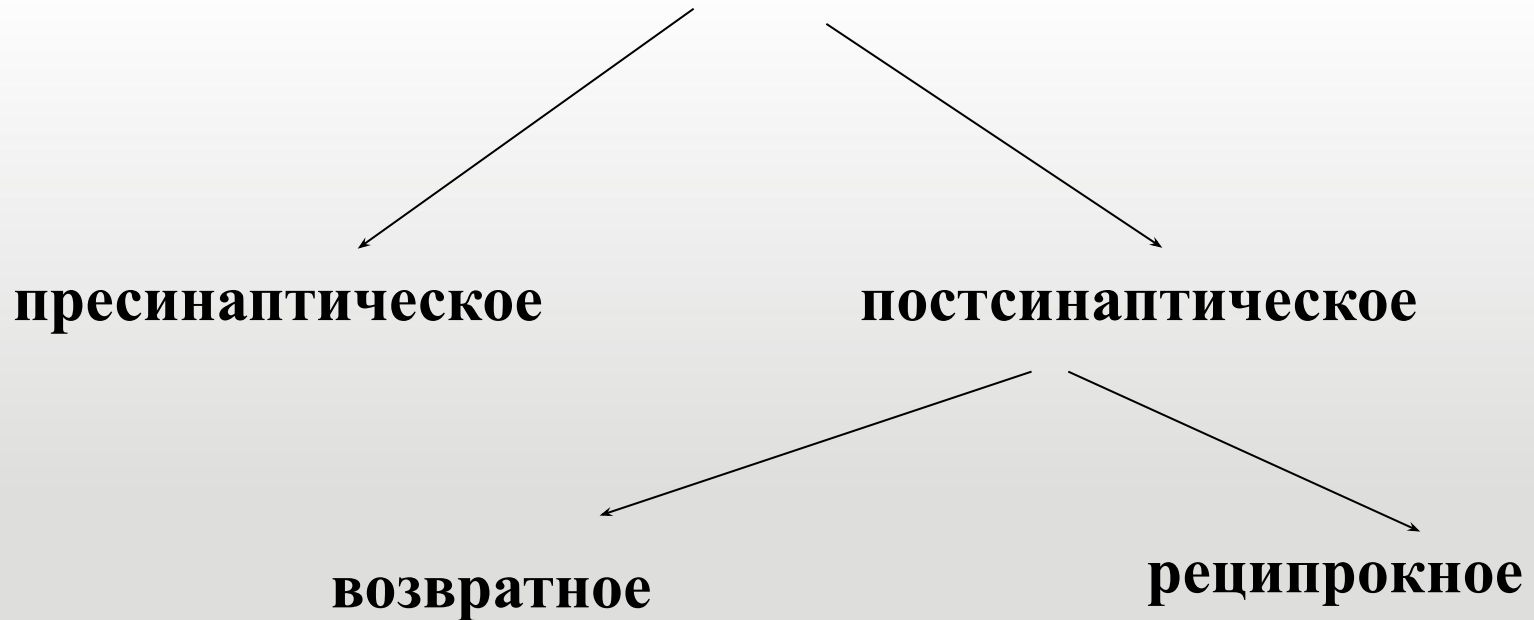 пресинаптическое
постсинаптическое
возвратное
реципрокное